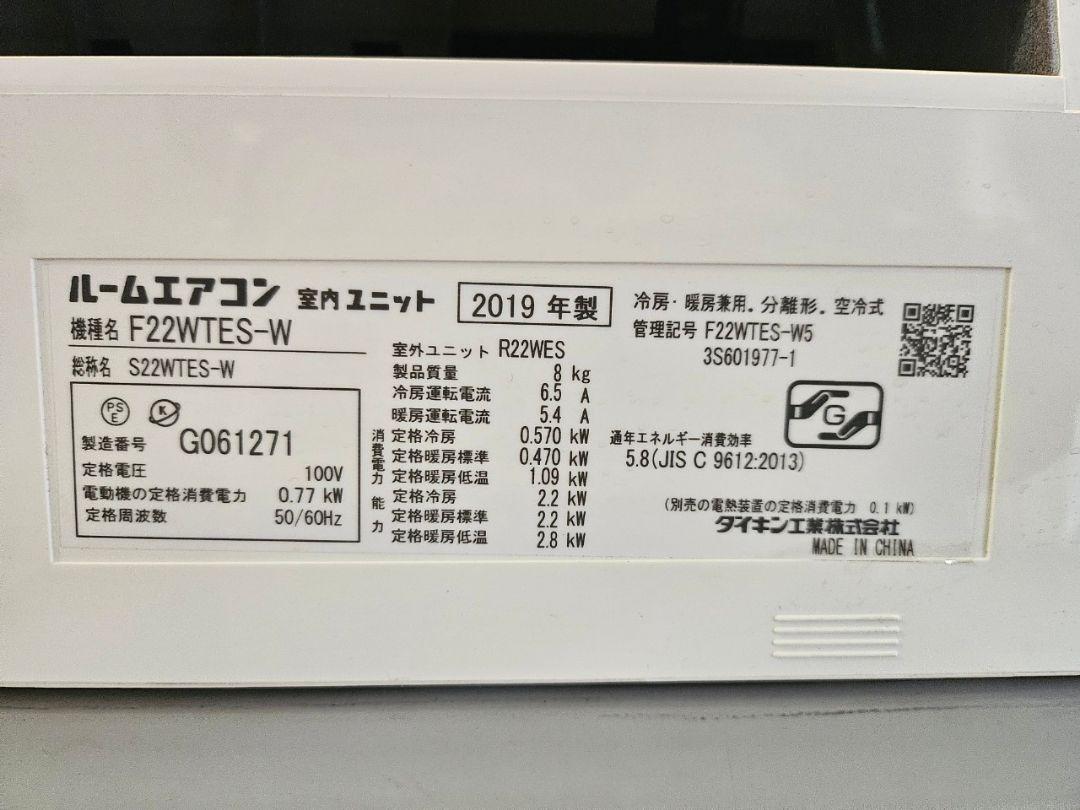 ルームエアコン 室内ユニット 2019 年製
機種名 F22WTES-W
総称名 S22WTES-W
PS
E
K
製造番号 G061271
定格電圧 100V
電動機の定格消費電力 0.77 kW
定格周波数 50/60Hz
室外ユニット R22WES
製品質量 8 kg
冷房運転電流 6.5 A
暖房運転電流 5.4 A
消費電力
定格冷房 0.570 kW
定格暖房標準 0.470 kW
定格暖房低温 1.09 kW
能力
定格冷房 2.2 kW
定格暖房標準 2.2 kW
定格暖房低温 2.8 kW
冷房・暖房兼用。分離形。空冷式
管理記号 F22WTES-W5
3S601977-1
G
通年エネルギー消費効率
5.8(JIS C 9612:2013)
(別売の電熱装置の定格消費電力 0.1 kW)
ダイキン工業株式会社
MADE IN CHINA